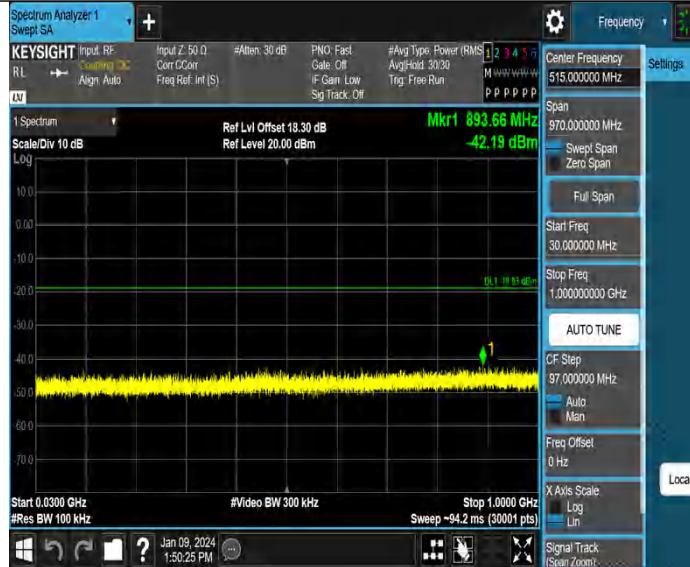 Spectrum Analyzer 1
Swept SA
Frequency
KEYSIGHT
RL
Input: RF
Coupling: DC
Align: Auto
Input Z: 50 Ω
Corr CCorr
Freq Ref: Int (S)
#Atten: 30 dB
PNO: Fast
Gate: Off
IF Gain: Low
Sig Track: Off
#Avg Type: Power (RMS
Avg|Hold: 30/30
Trig: Free Run
1 2 3 4 5 6
M W W W W W
P P P P P P
Center Frequency
515.000000 MHz
Settings
Span
970.000000 MHz
Swept Span
Zero Span
Full Span
Start Freq
30.000000 MHz
Stop Freq
1.000000000 GHz
AUTO TUNE
CF Step
97.000000 MHz
Auto
Man
Freq Offset
0 Hz
X Axis Scale
Log
Lin
Signal Track
(Span Zoom)
Loca
LXI
1 Spectrum
Scale/Div 10 dB
Log
Ref Lvl Offset 18.30 dB
Ref Level 20.00 dBm
Mkr1 893.66 MHz
-42.19 dBm
10.0
0.00
-10.0
-20.0
-30.0
-40.0
-50.0
-60.0
-70.0
1
Start 0.0300 GHz
#Res BW 100 kHz
#Video BW 300 kHz
Stop 1.0000 GHz
Sweep ~94.2 ms (30001 pts)
?
Jan 09, 2024
1:50:25 PM